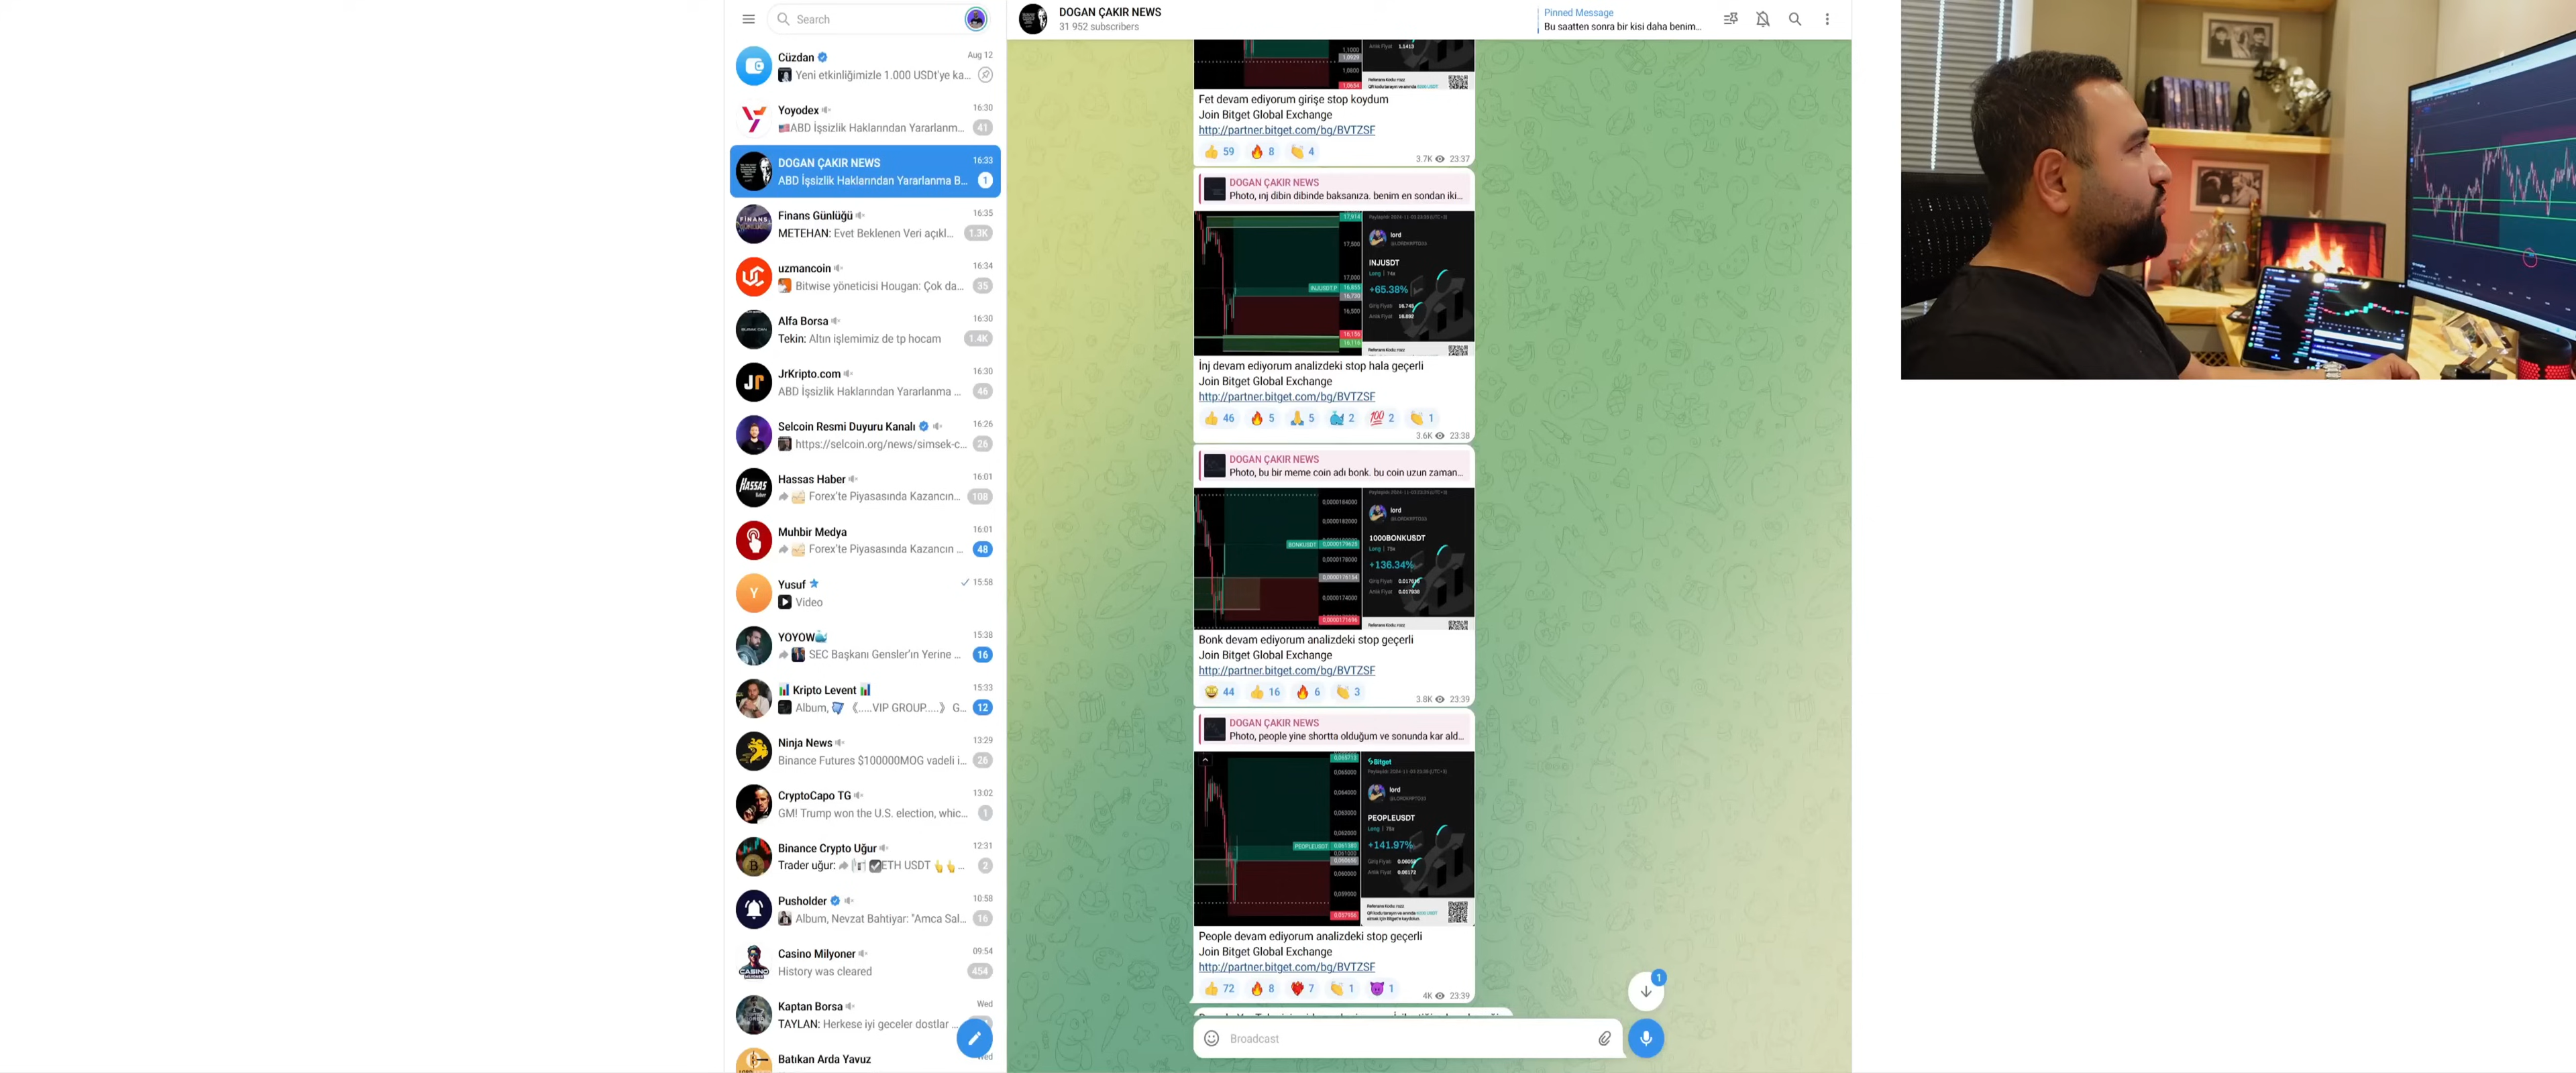 Search
Cüzdan
Aug 12
Yeni etkinliğimizle 1.000 USDt'ye ka...
Yoyodex
16:30
ABD İşsizlik Haklarından Yararlanm...
41
DOGAN ÇAKIR NEWS
16:33
ABD İşsizlik Haklarından Yararlanma B...
1
Finans Günlüğü
16:35
METEHAN: Evet Beklenen Veri açıkl...
1.3K
uzmancoin
16:34
Bitwise yöneticisi Hougan: Çok da...
35
Alfa Borsa
16:30
Tekin: Altın işlemimiz de tp hocam
1.4K
JrKripto.com
16:30
ABD İşsizlik Haklarından Yararlanma ...
46
Selcoin Resmi Duyuru Kanalı
16:26
https://selcoin.org/news/simsek-c...
26
Hassas Haber
16:01
Forex'te Piyasasında Kazancın...
108
Muhbir Medya
16:01
Forex'te Piyasasında Kazancın ...
48
Yusuf
15:58
Y
Video
YOYOW
15:38
SEC Başkanı Gensler'in Yerine ...
16
Kripto Levent
15:33
Album, 《.....VIP GROUP.....》 G...
12
Ninja News
13:29
Binance Futures $100000MOG vadeli i...
26
CryptoCapo TG
13:02
GM! Trump won the U.S. election, whic...
1
Binance Crypto Uğur
12:31
Trader uğur: ETH USDT
2
Pusholder
10:58
Album, Nevzat Bahtiyar: "Amca Sal...
16
Casino Milyoner
09:54
History was cleared
454
Kaptan Borsa
Wed
TAYLAN: Herkese iyi geceler dostlar ...
Batıkan Arda Yavuz
Wed
DOGAN ÇAKIR NEWS
31 952 subscribers
Pinned Message
Bu saatten sonra bir kisi daha benim...
Fet devam ediyorum girişe stop koydum
Join Bitget Global Exchange
http://partner.bitget.com/bg/BVTZSF
59 8 4
3.7K 23:37
DOGAN ÇAKIR NEWS
Photo, ınj dibin dibinde baksanıza. benim en sondan iki...
lord
INJUSDT
+65.38%
İnj devam ediyorum analizdeki stop hala geçerli
Join Bitget Global Exchange
http://partner.bitget.com/bg/BVTZSF
46 5 5 2 2 1
3.6K 23:38
DOGAN ÇAKIR NEWS
Photo, bu bir meme coin adı bonk. bu coin uzun zaman...
lord
1000BONKUSDT
+136.34%
Bonk devam ediyorum analizdeki stop geçerli
Join Bitget Global Exchange
http://partner.bitget.com/bg/BVTZSF
44 16 6 3
3.8K 23:39
DOGAN ÇAKIR NEWS
Photo, people yine shortta olduğum ve sonunda kar ald...
Bitget
lord
PEOPLEUSDT
+141.97%
People devam ediyorum analizdeki stop geçerli
Join Bitget Global Exchange
http://partner.bitget.com/bg/BVTZSF
72 8 7 1 1
4K 23:39
1
Broadcast